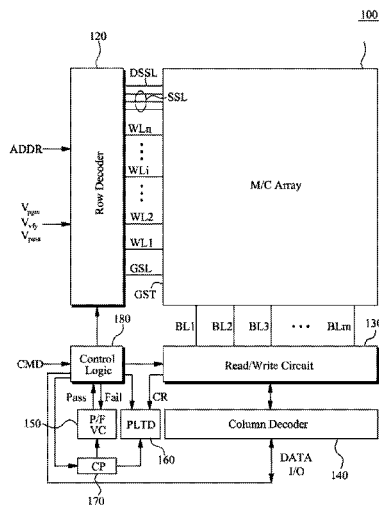 100
120
DSSL
SSL
WLn
ADDR
Row Decoder
WLi
M/C Array
Vpgm
Vvfy
Vpass
WL2
WL1
GSL
GST
180
BL1 BL2 BL3 ... BLm
130
CMD
Control Logic
Read/Write Circuit
Pass Fail CR
150
P/F VC
PLTD
160
Column Decoder
CP
170
DATA I/O
140